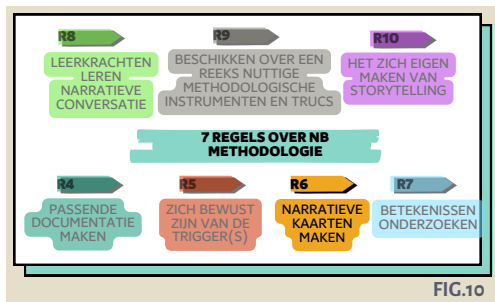 R8
LEERKRACHTEN
LEREN
NARRATIEVE
CONVERSATIE
R9
BESCHIKKEN OVER EEN
REEKS NUTTIGE
METHODOLOGISCHE
INSTRUMENTEN EN TRUCS
R10
HET ZICH EIGEN
MAKEN VAN
STORYTELLING
7 REGELS OVER NB
METHODOLOGIE
R4
PASSENDE
DOCUMENTATIE
MAKEN
R5
ZICH BEWUST
ZIJN VAN DE
TRIGGER(S)
R6
NARRATIEVE
KAARTEN
MAKEN
R7
BETEKENISSEN
ONDERZOEKEN
FIG.10